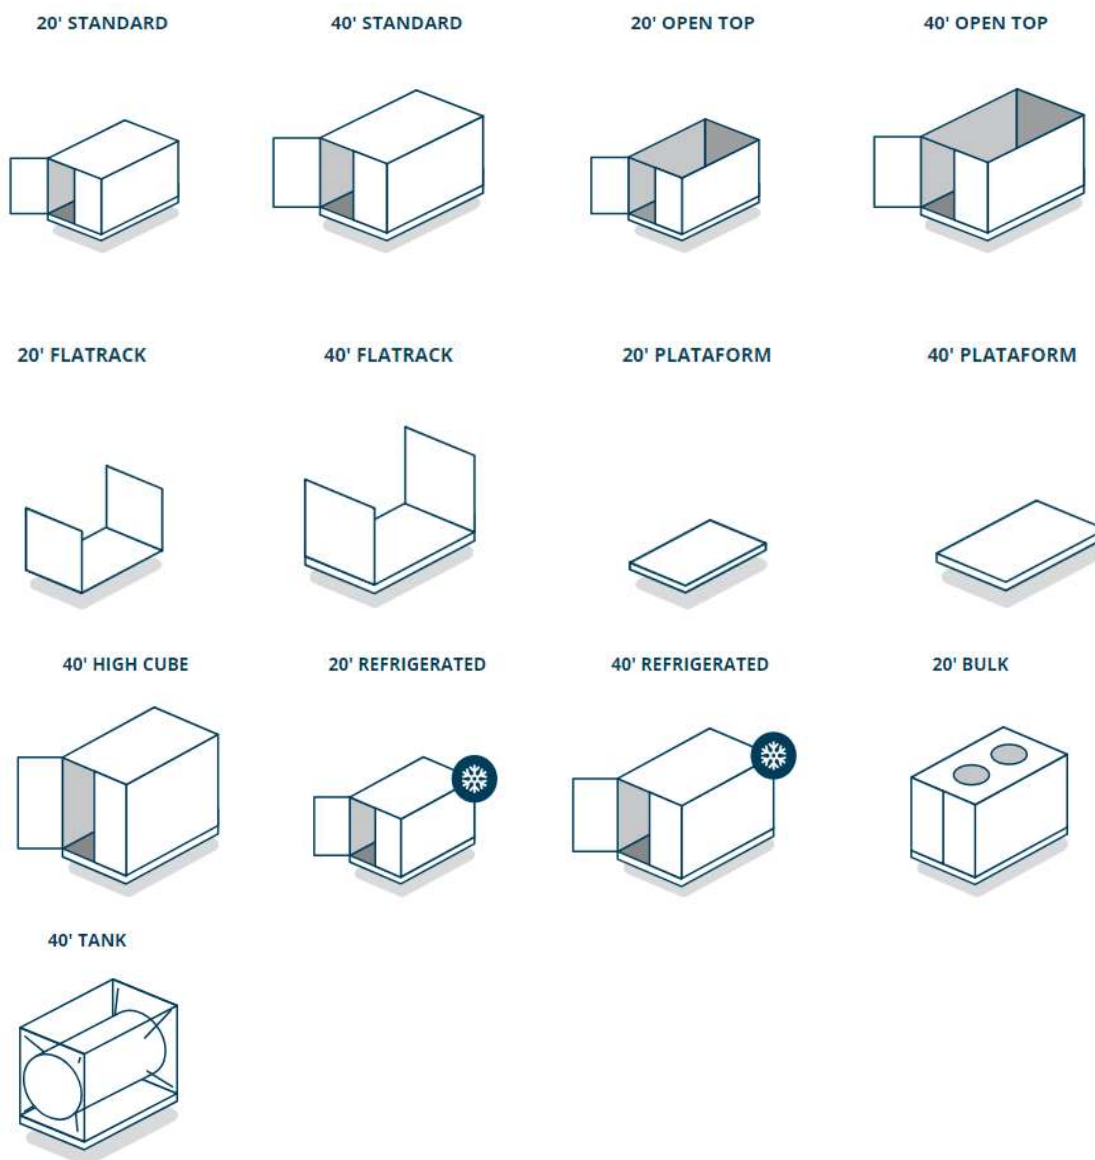 20' STANDARD
40' STANDARD
20' OPEN TOP
40' OPEN TOP
20' FLATRACK
40' FLATRACK
20' PLATAFORM
40' PLATAFORM
40' HIGH CUBE
20' REFRIGERATED
40' REFRIGERATED
20' BULK
40' TANK